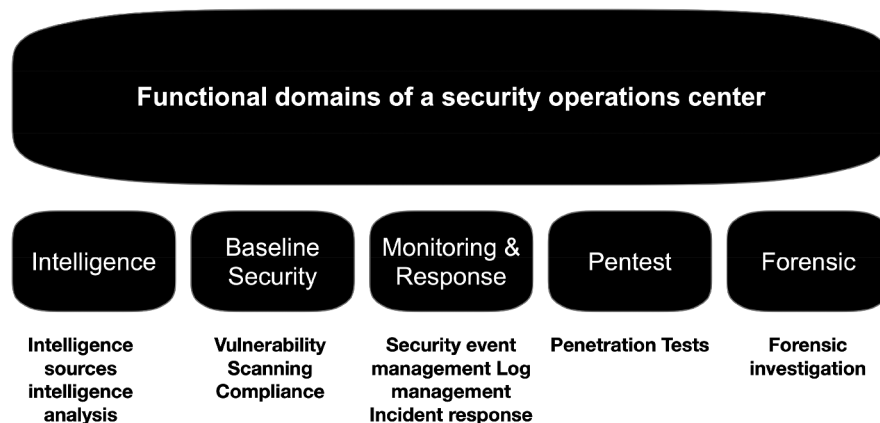 Functional domains of a security operations center
Intelligence
Baseline
Security
Monitoring &
Response
Pentest
Forensic
Intelligence
sources
intelligence
analysis
Vulnerability
Scanning
Compliance
Security event
management Log
management
Incident response
Penetration Tests
Forensic
investigation